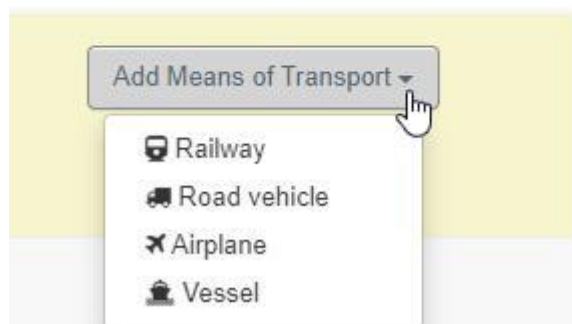 Add Means of Transport
Railway
Road vehicle
Airplane
Vessel